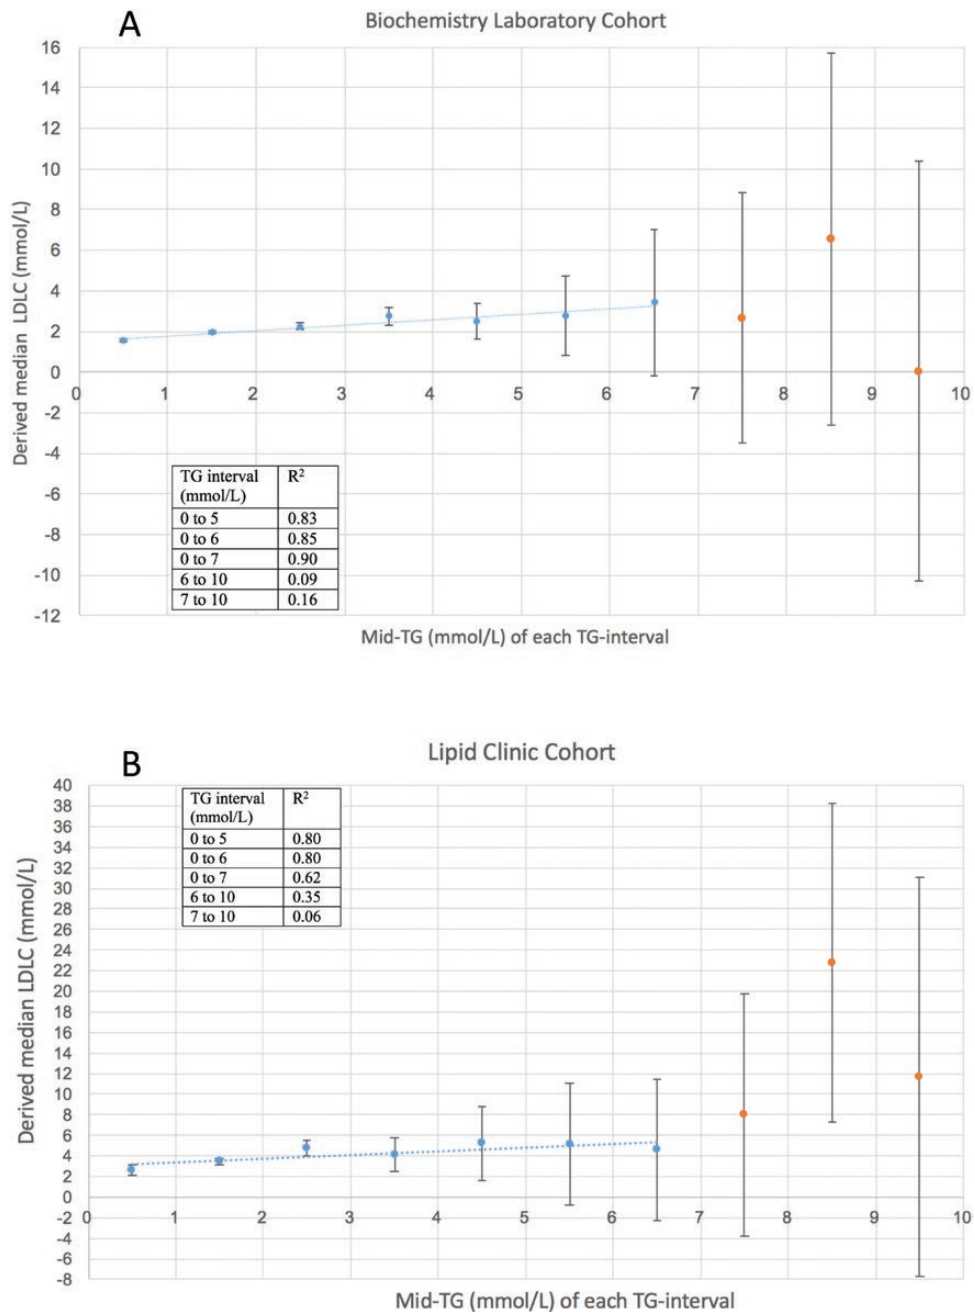 A
Biochemistry Laboratory Cohort
16
14
12
10
8
6
4
2
0
-2
-4
-6
-8
-10
-12
Derived median LDLC (mmol/L)
0 1 2 3 4 5 6 7 8 9 10
TG interval (mmol/L) R²
0 to 5 0.83
0 to 6 0.85
0 to 7 0.90
6 to 10 0.09
7 to 10 0.16
Mid-TG (mmol/L) of each TG-interval
B
Lipid Clinic Cohort
40
38
36
34
32
30
28
26
24
22
20
18
16
14
12
10
8
6
4
2
0
-2
-4
-6
-8
Derived median LDLC (mmol/L)
TG interval (mmol/L) R²
0 to 5 0.80
0 to 6 0.80
0 to 7 0.62
6 to 10 0.35
7 to 10 0.06
0 1 2 3 4 5 6 7 8 9 10
Mid-TG (mmol/L) of each TG-interval